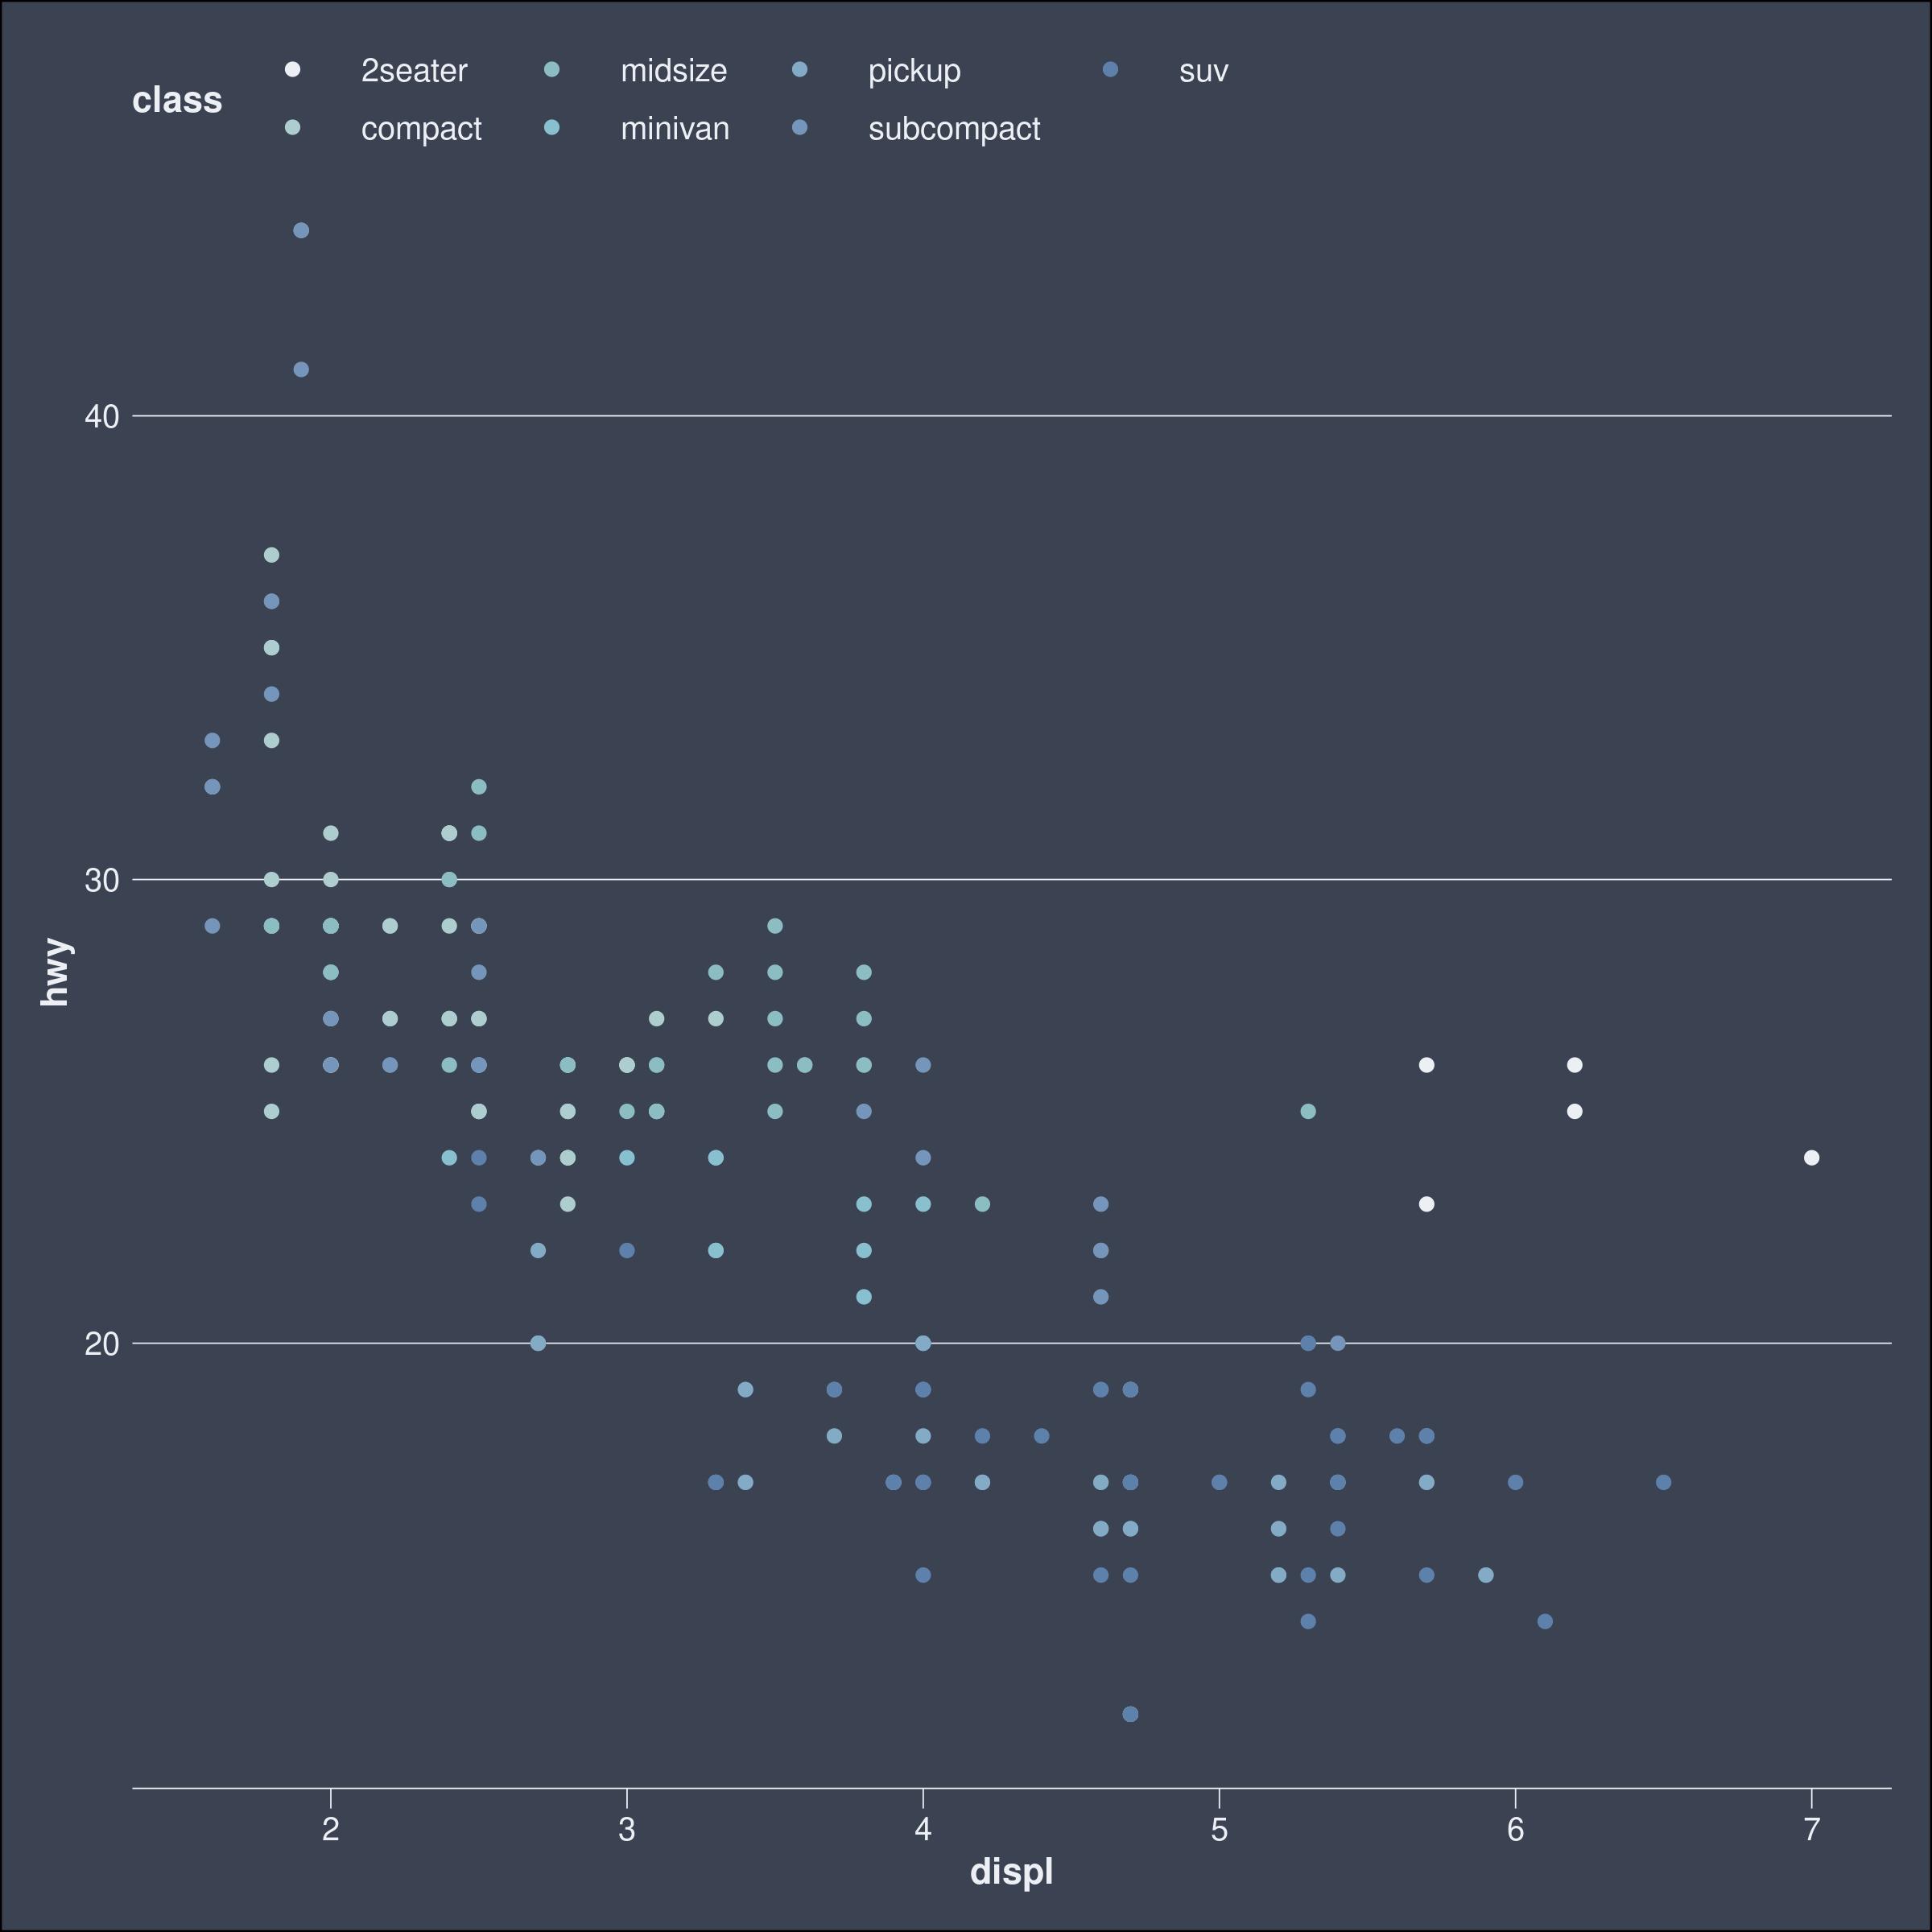 class
2seater midsize pickup suv
compact minivan subcompact
40
30
20
hwy
2 3 4 5 6 7
displ